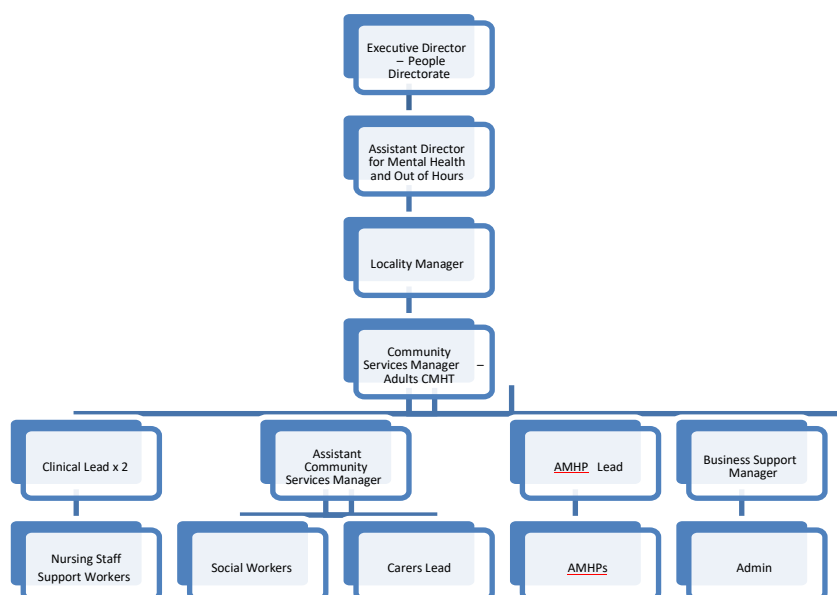 Executive Director
– People
Directorate
Assistant Director
for Mental Health
and Out of Hours
Locality Manager
Community
Services Manager –
Adults CMHT
Clinical Lead x 2
Assistant
Community
Services Manager
AMHP Lead
Business Support
Manager
Nursing Staff
Support Workers
Social Workers
Carers Lead
AMHPs
Admin